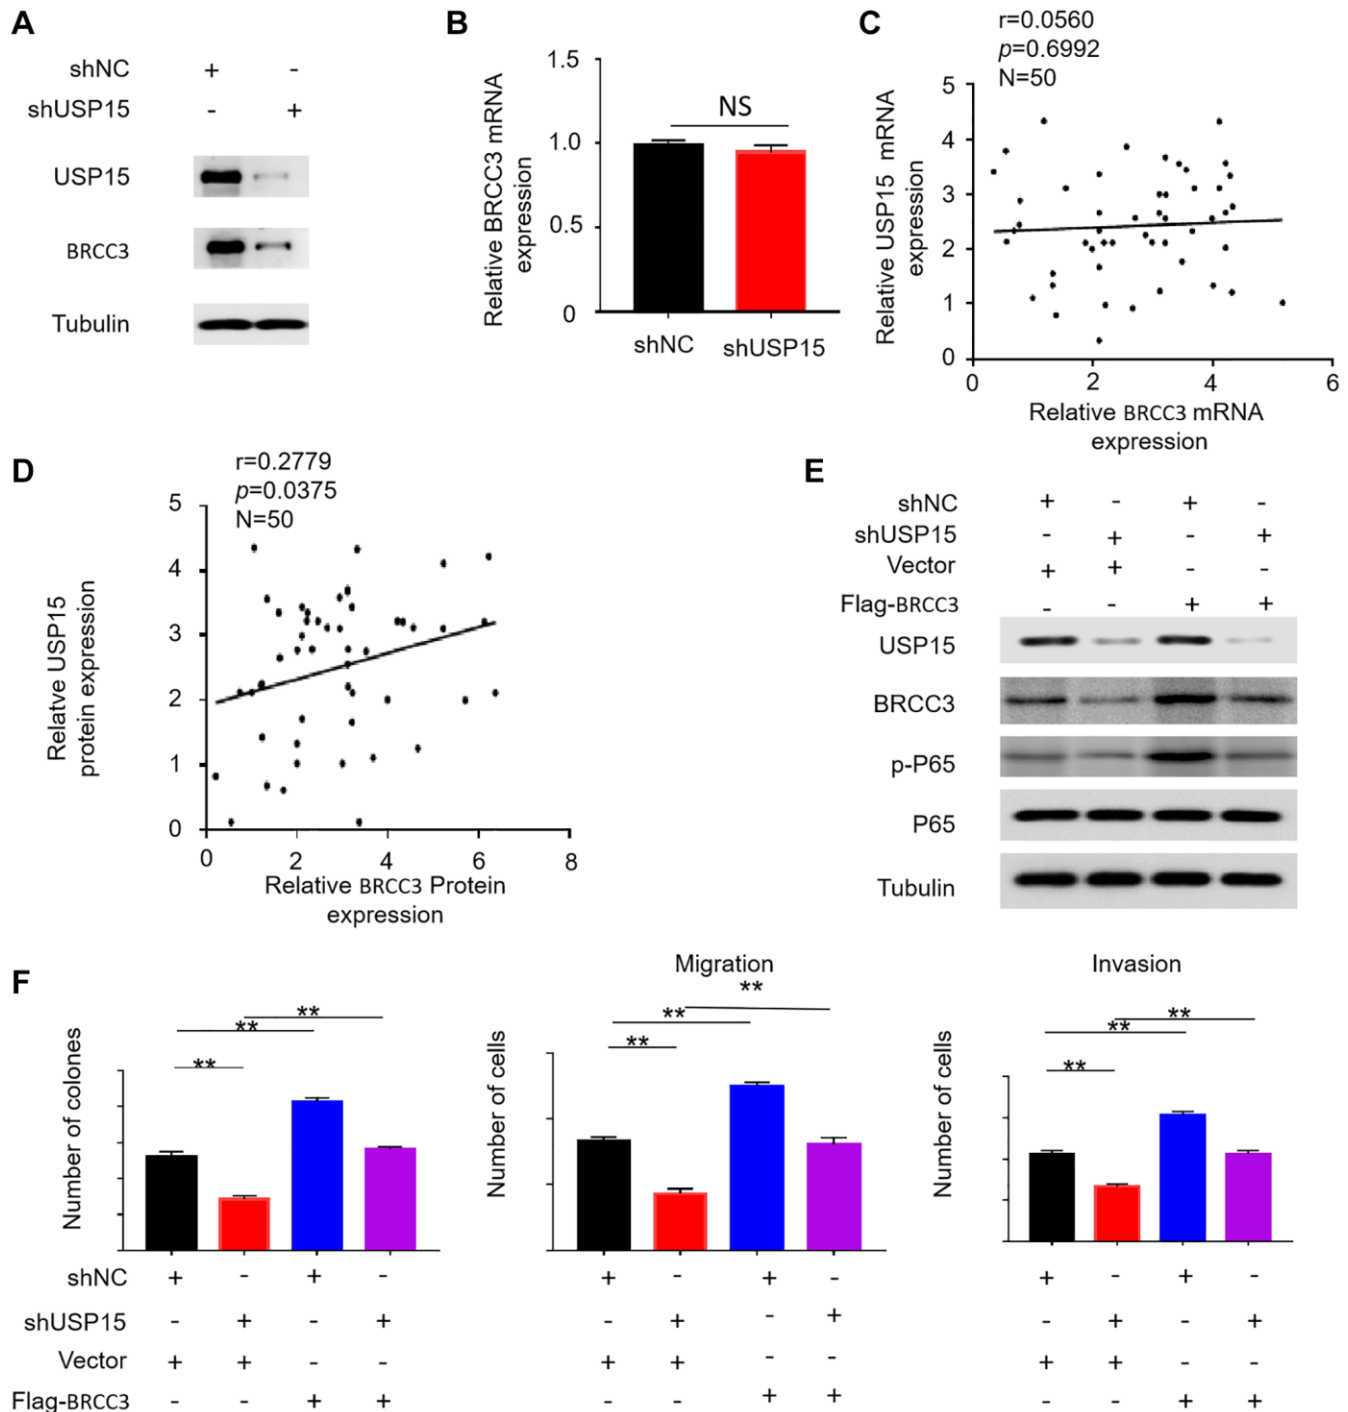 A
shNC + -
shUSP15 - +
USP15
BRCC3
Tubulin
B
Relative BRCC3 mRNA
expression
1.5
1.0
0.5
0
NS
shNC shUSP15
C
r=0.0560
p=0.6992
N=50
Relative USP15 mRNA
expression
5
4
3
2
1
0
0 2 4 6
Relative BRCC3 mRNA
expression
D
r=0.2779
p=0.0375
N=50
Relatve USP15
protein expression
5
4
3
2
1
0
0 2 4 6 8
Relative BRCC3 Protein
expression
E
shNC + - + -
shUSP15 - + - +
Vector + + - -
Flag-BRCC3 - - + +
USP15
BRCC3
p-P65
P65
Tubulin
F
Number of colones
** ** **
Migration
Number of cells
** ** **
Invasion
Number of cells
** ** **
shNC + - + - + - + - + - + -
shUSP15 - + - + - + - + - + - +
Vector + + - - + + - - + + - -
Flag-BRCC3 - - + + - - + + - - + +